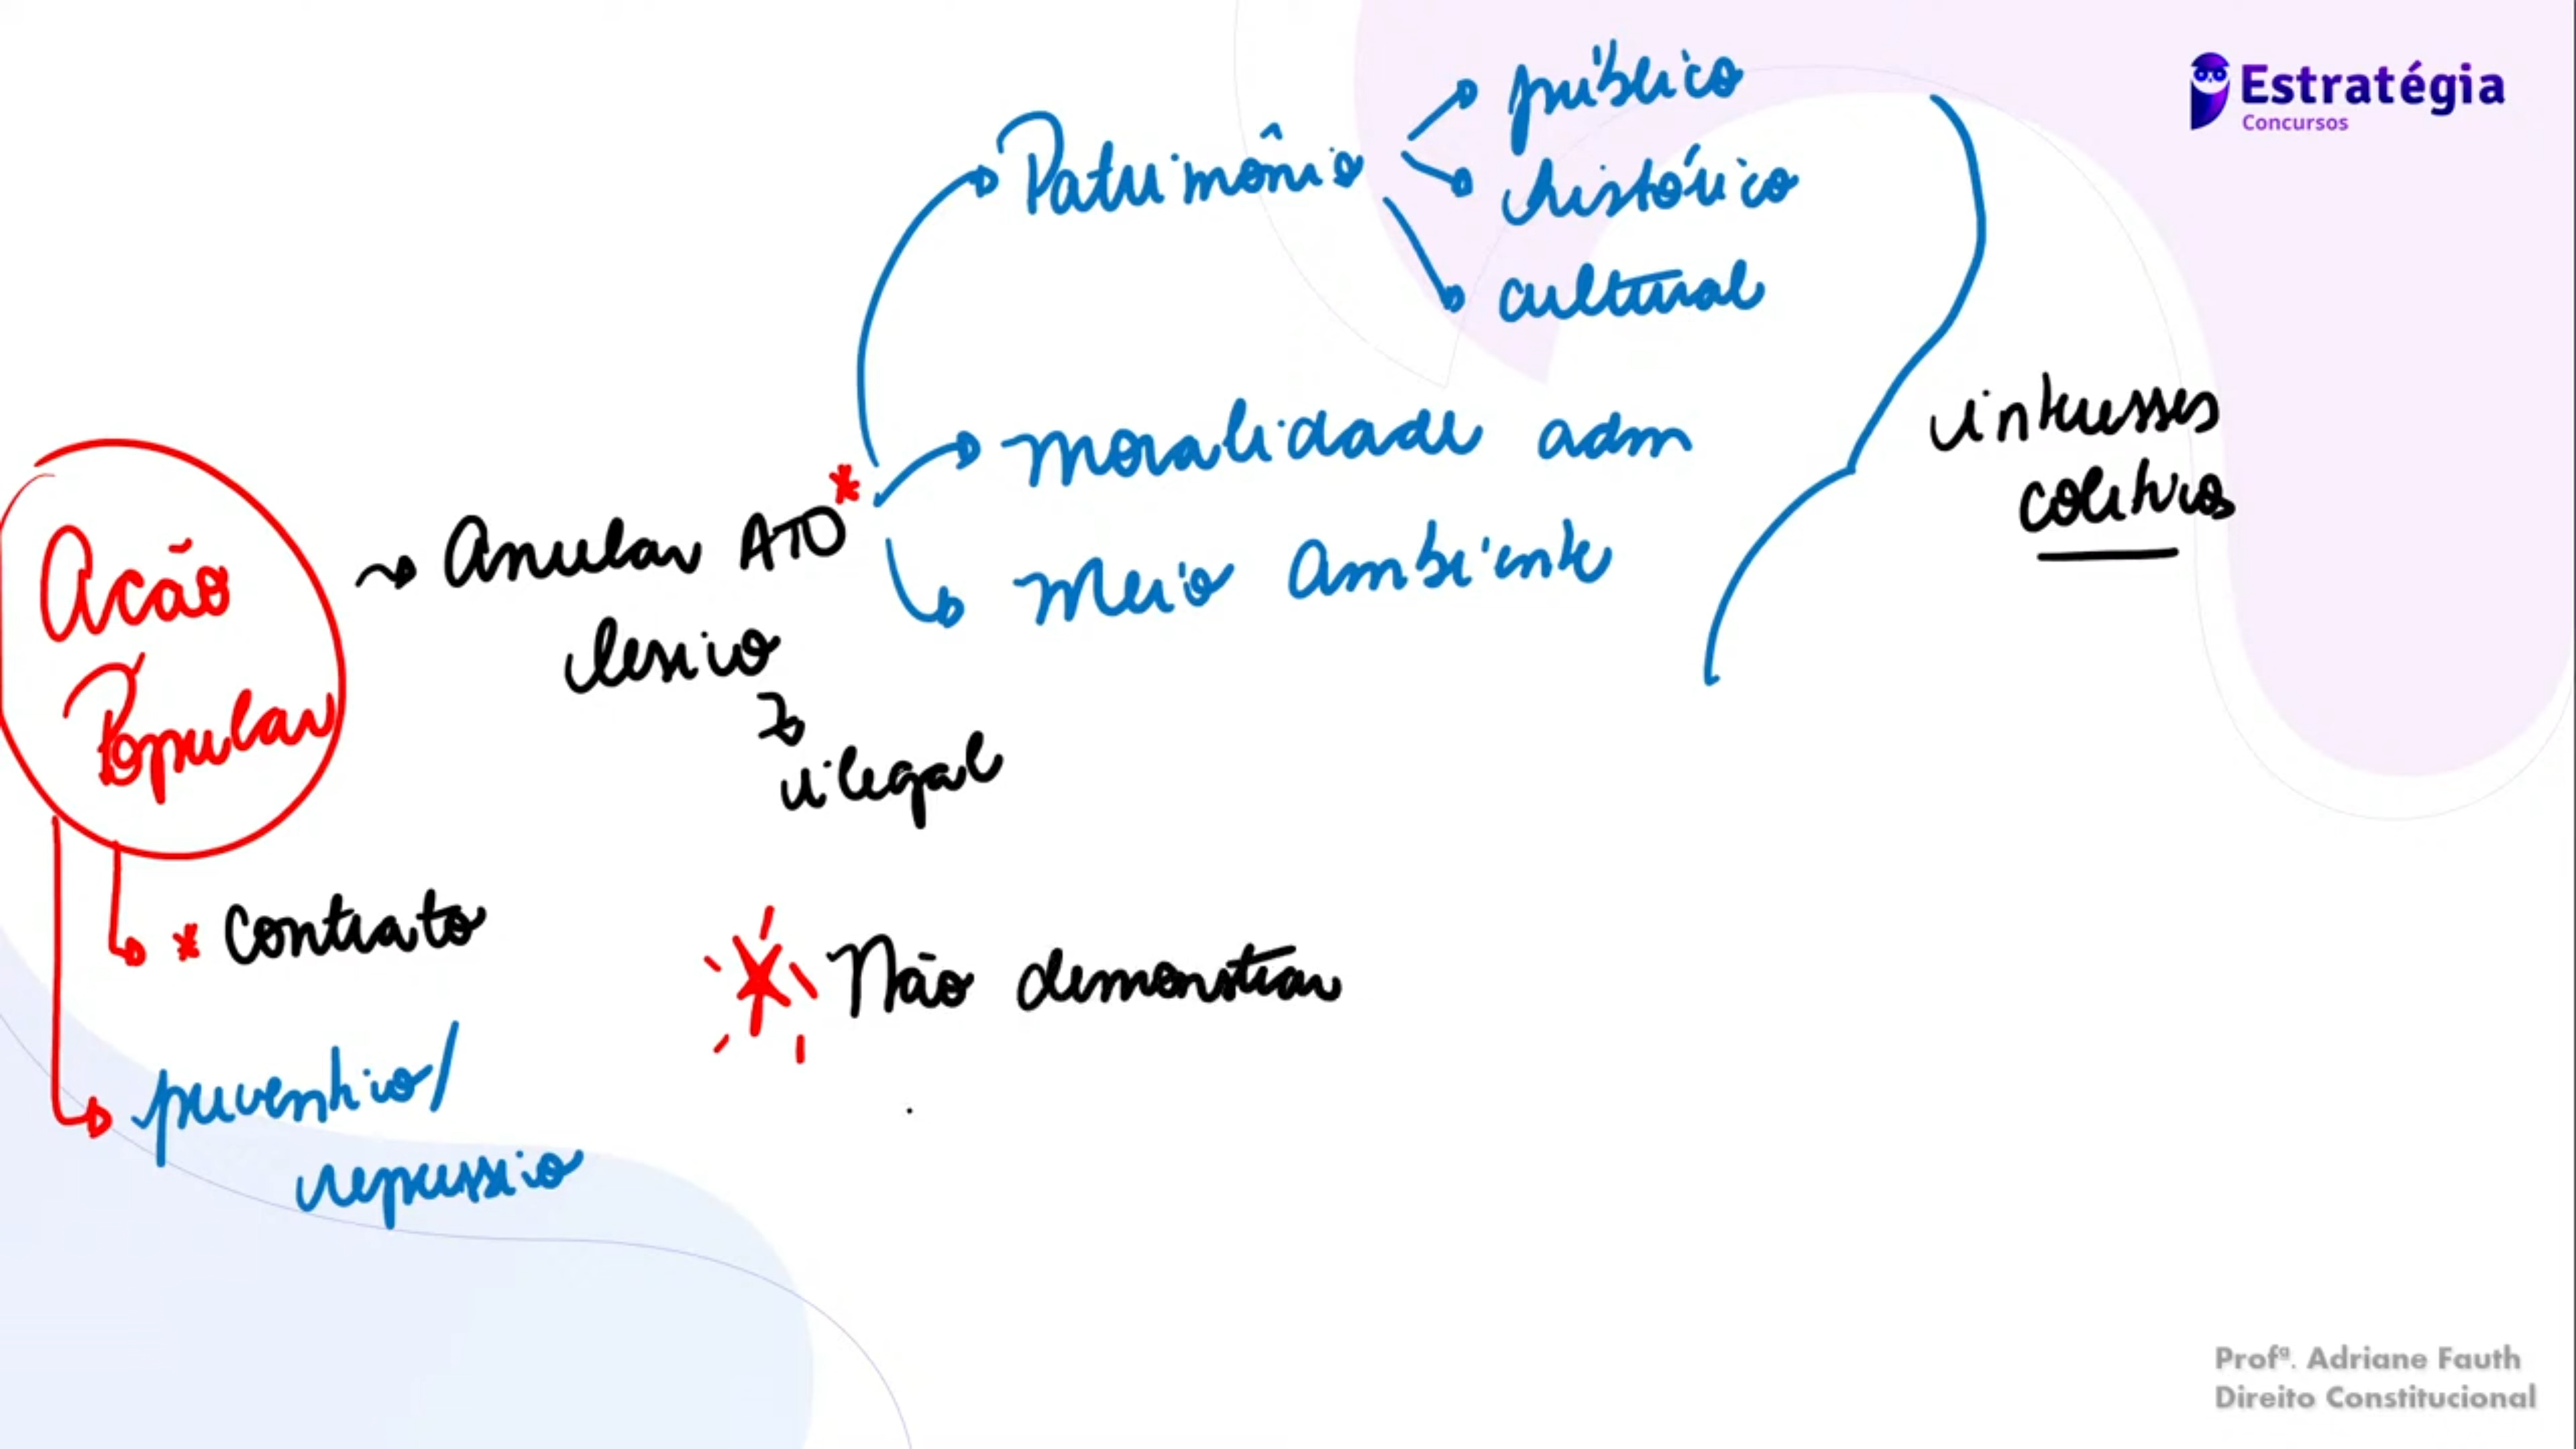 Patrimônio
público
histórico
cultural
Estratégia
Concursos
moralidade adm
meio ambiente
interesses
coletivos
Ação
Popular
Anular ATO*
lesivo
ilegal
* Contrato
Não demonstrar
preventivo/
repressivo
Profª. Adriane Fauth
Direito Constitucional